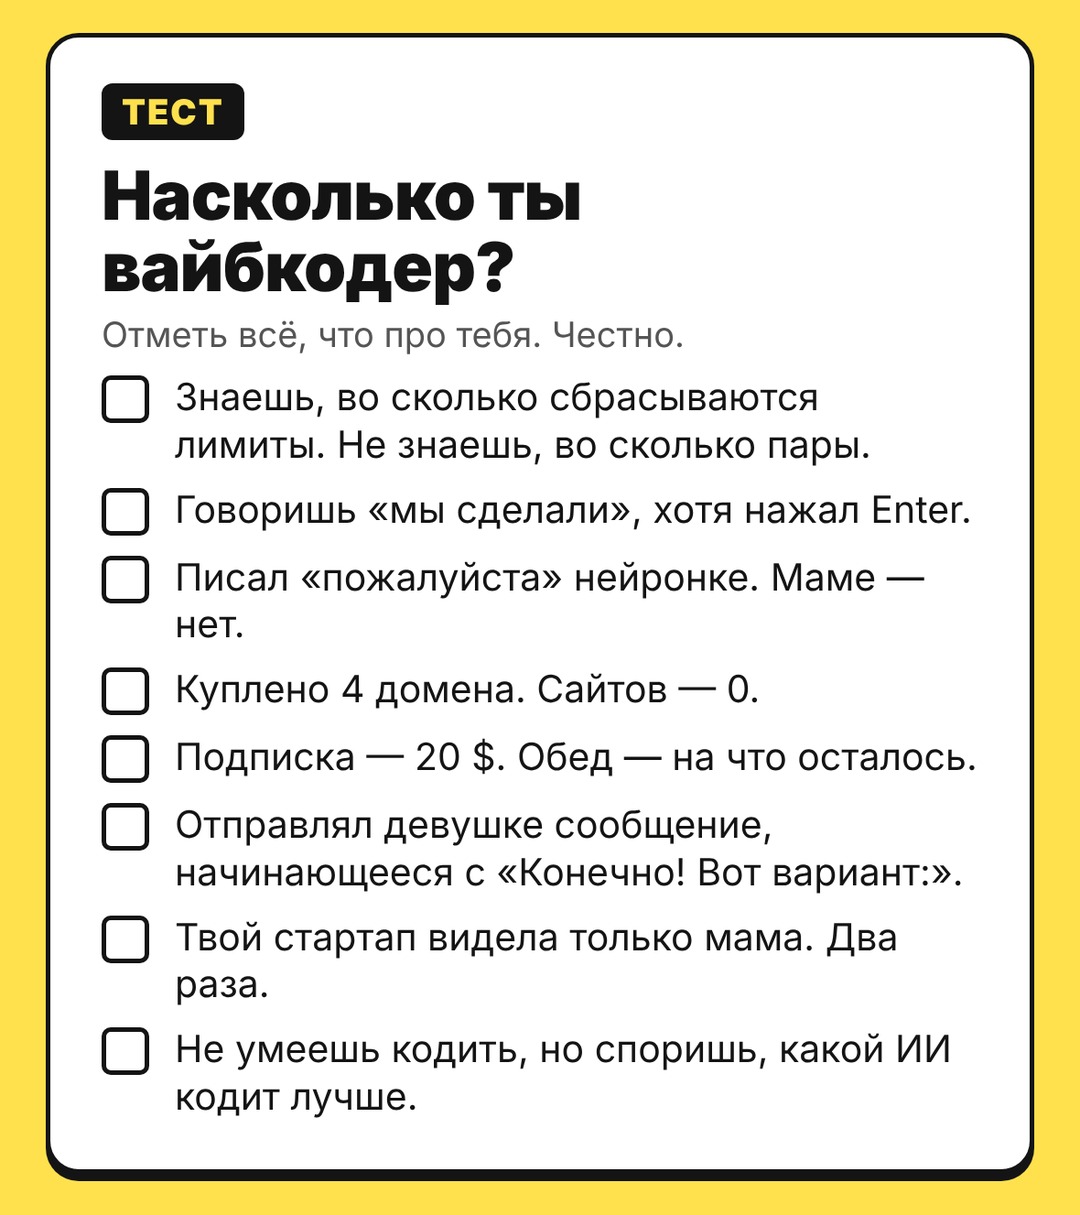 ТЕСТ
Насколько ты
вайбкодер?
Отметь всё, что про тебя. Честно.
Знаешь, во сколько сбрасываются
лимиты. Не знаешь, во сколько пары.
Говоришь «мы сделали», хотя нажал Enter.
Писал «пожалуйста» нейронке. Маме —
нет.
Куплено 4 домена. Сайтов — 0.
Подписка — 20 $. Обед — на что осталось.
Отправлял девушке сообщение,
начинающееся с «Конечно! Вот вариант:».
Твой стартап видела только мама. Два
раза.
Не умеешь кодить, но споришь, какой ИИ
кодит лучше.